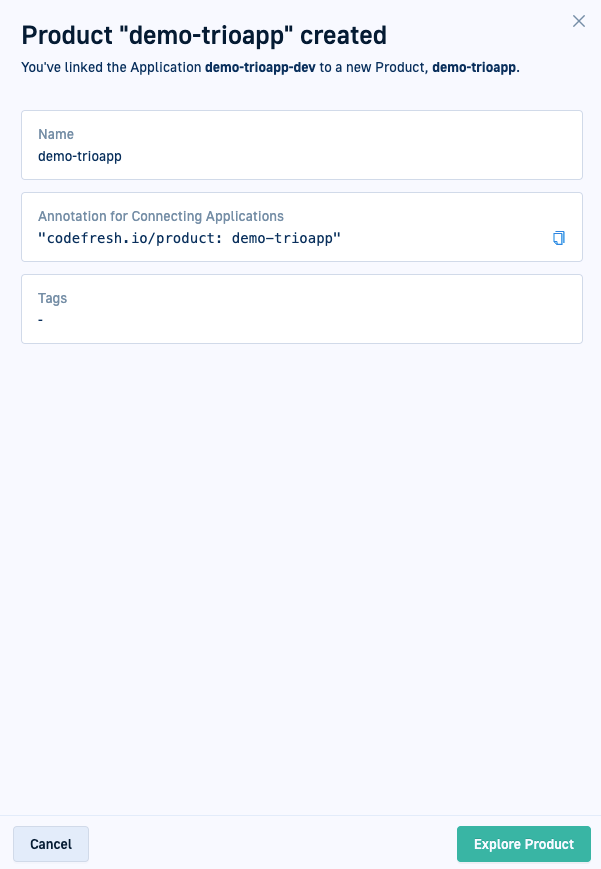 Product "demo-trioapp" created
You've linked the Application demo-trioapp-dev to a new Product, demo-trioapp.
Name
demo-trioapp
Annotation for Connecting Applications
"codefresh.io/product: demo-trioapp"
Tags
-
Cancel
Explore Product